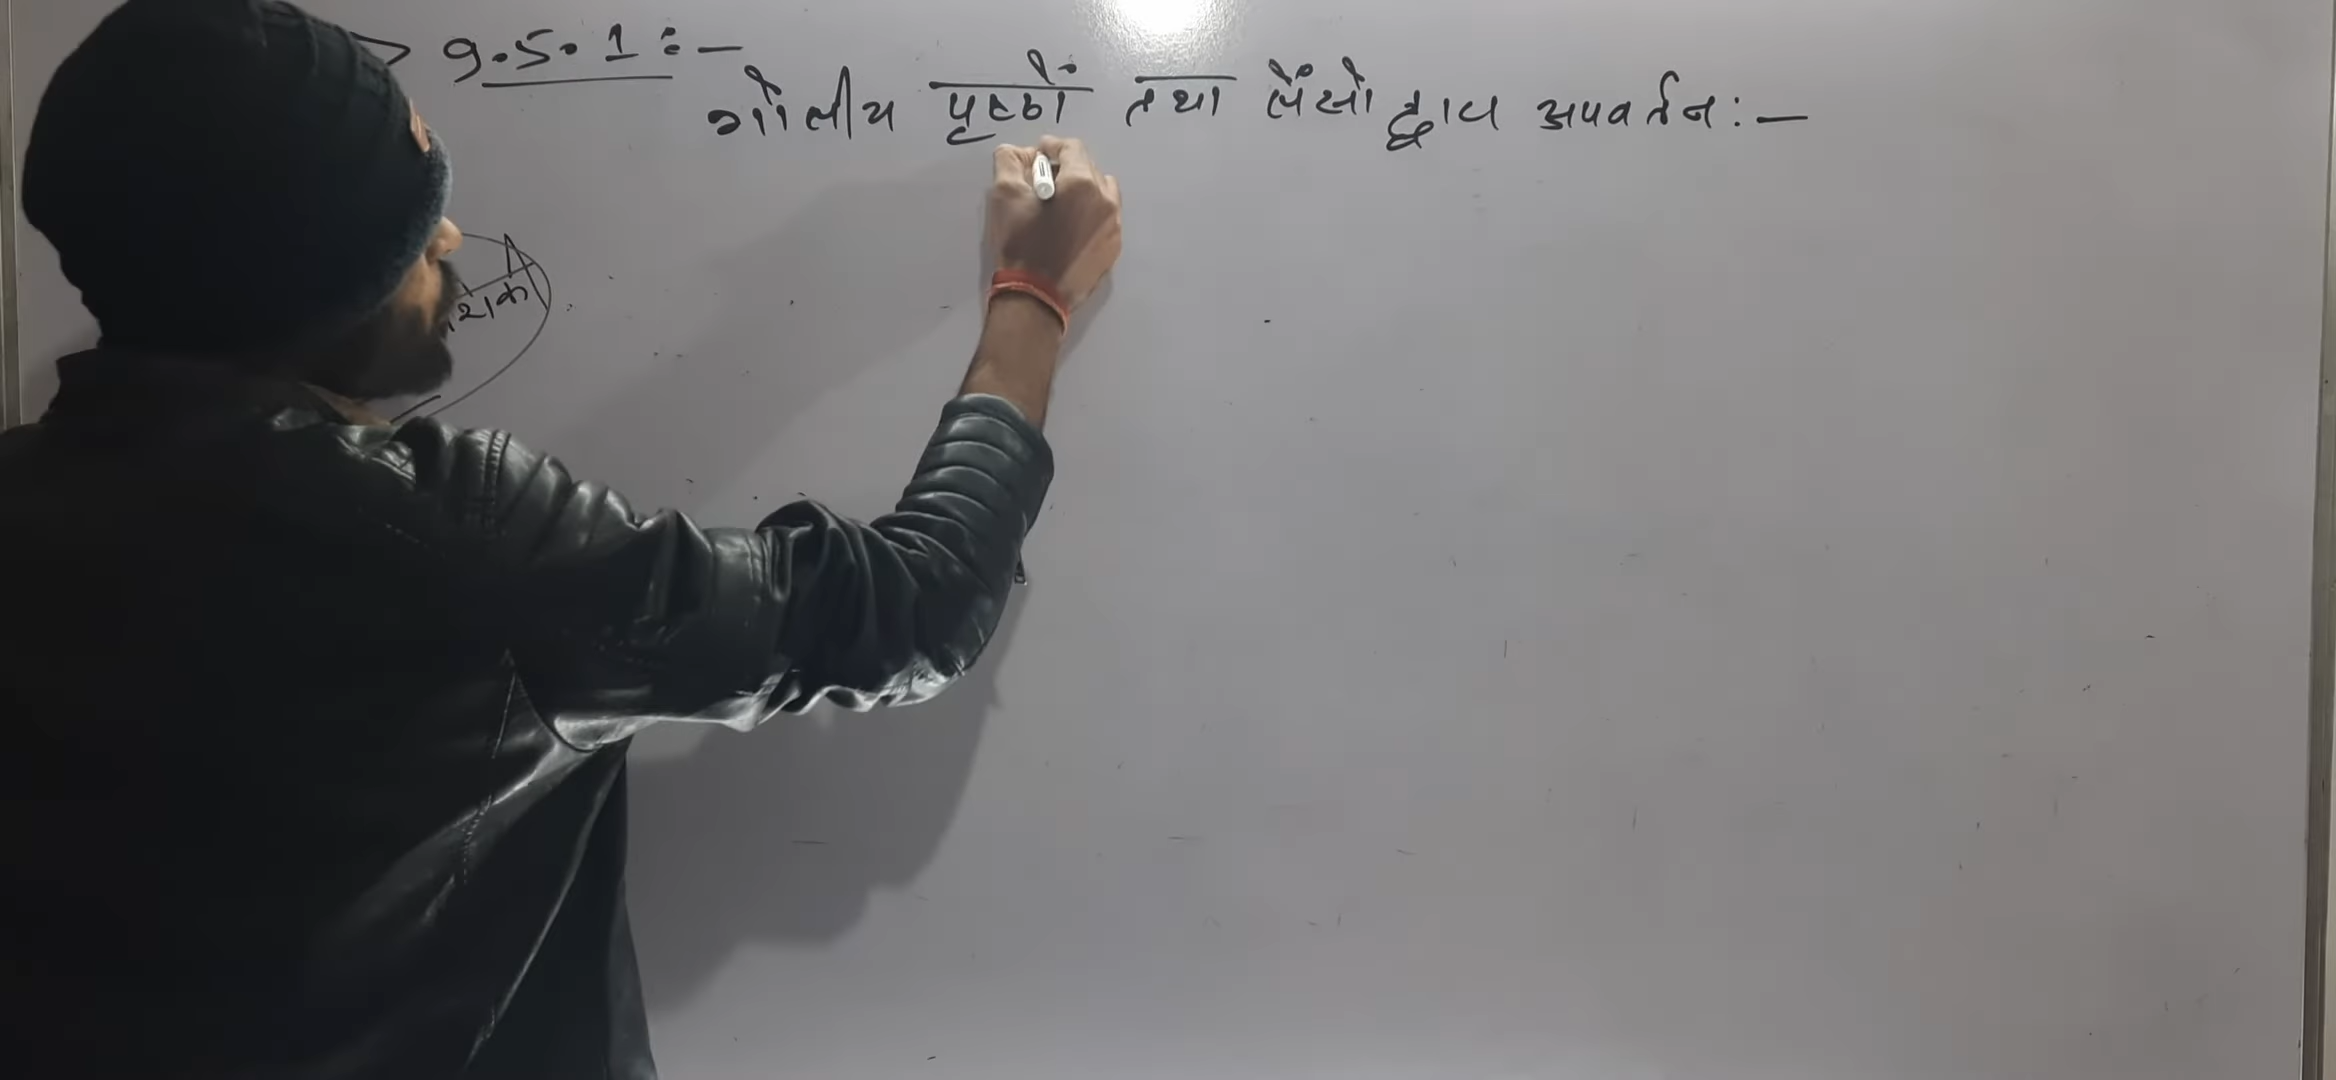 > 9.5.1 :-
गोलीय पृष्ठों तथा लेंसों द्वारा अपवर्तन :-